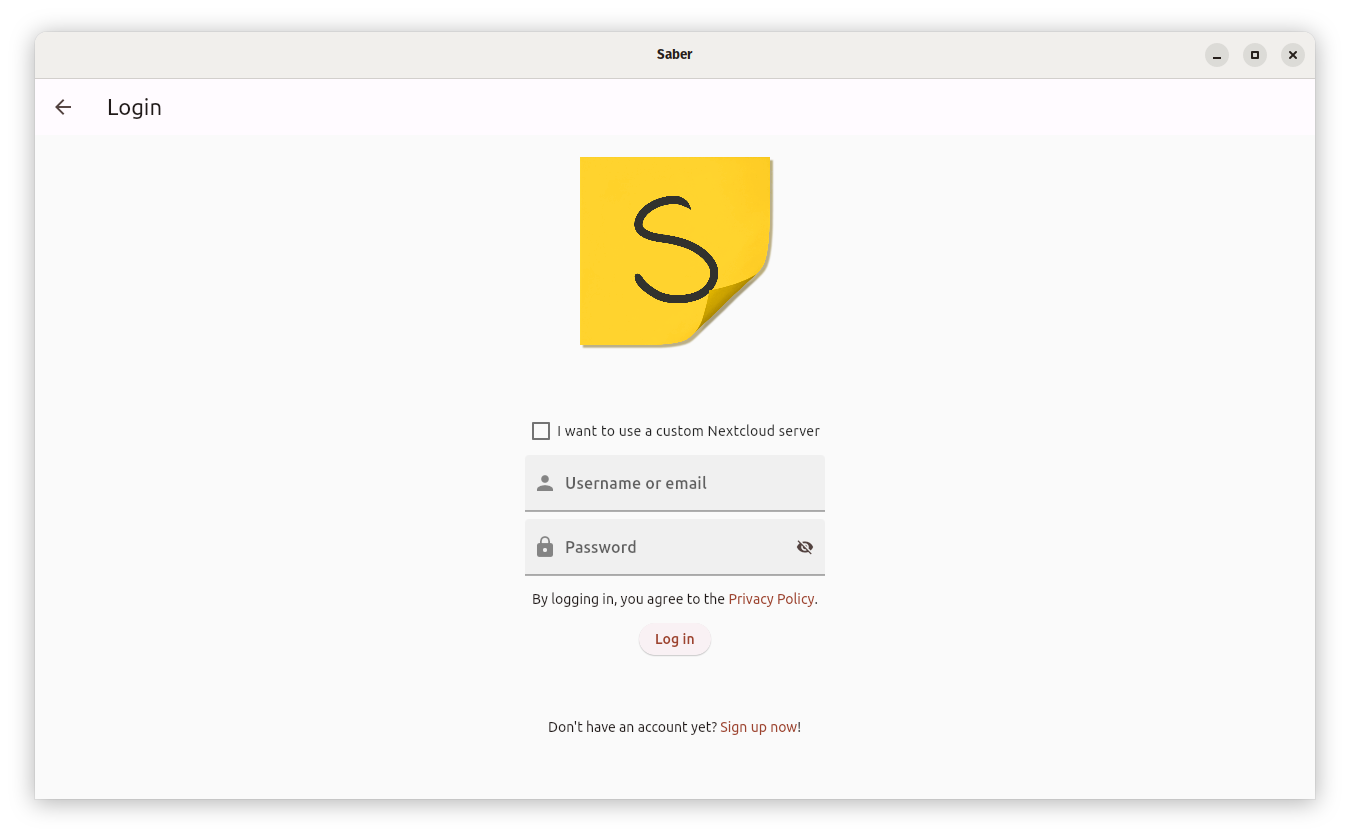 Saber
Login
S
I want to use a custom Nextcloud server
Username or email
Password
By logging in, you agree to the Privacy Policy.
Log in
Don't have an account yet? Sign up now!